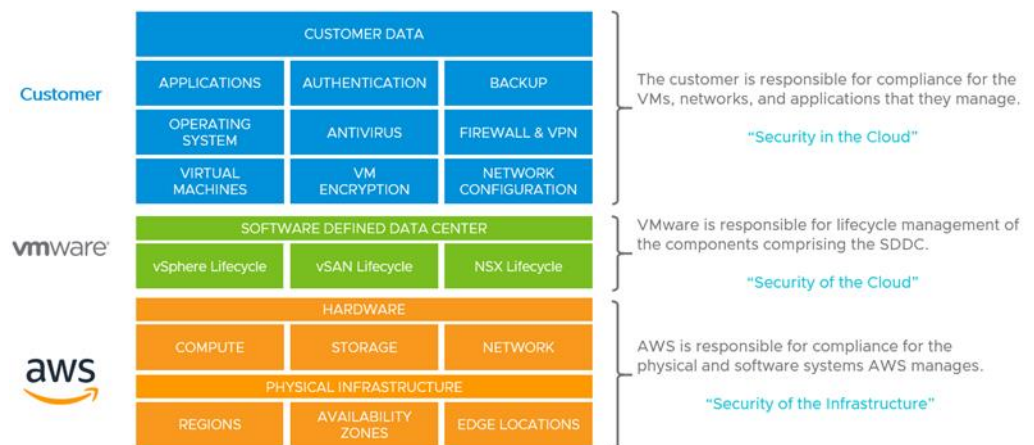 CUSTOMER DATA
Customer
APPLICATIONS
AUTHENTICATION
BACKUP
OPERATING
SYSTEM
ANTIVIRUS
FIREWALL & VPN
VIRTUAL
MACHINES
VM
ENCRYPTION
NETWORK
CONFIGURATION
The customer is responsible for compliance for the
VMs, networks, and applications that they manage.
“Security in the Cloud”
vmware®
SOFTWARE DEFINED DATA CENTER
vSphere Lifecycle
vSAN Lifecycle
NSX Lifecycle
VMware is responsible for lifecycle management of
the components comprising the SDDC.
“Security of the Cloud”
aws
HARDWARE
COMPUTE
STORAGE
NETWORK
PHYSICAL INFRASTRUCTURE
REGIONS
AVAILABILITY
ZONES
EDGE LOCATIONS
AWS is responsible for compliance for the
physical and software systems AWS manages.
“Security of the Infrastructure”